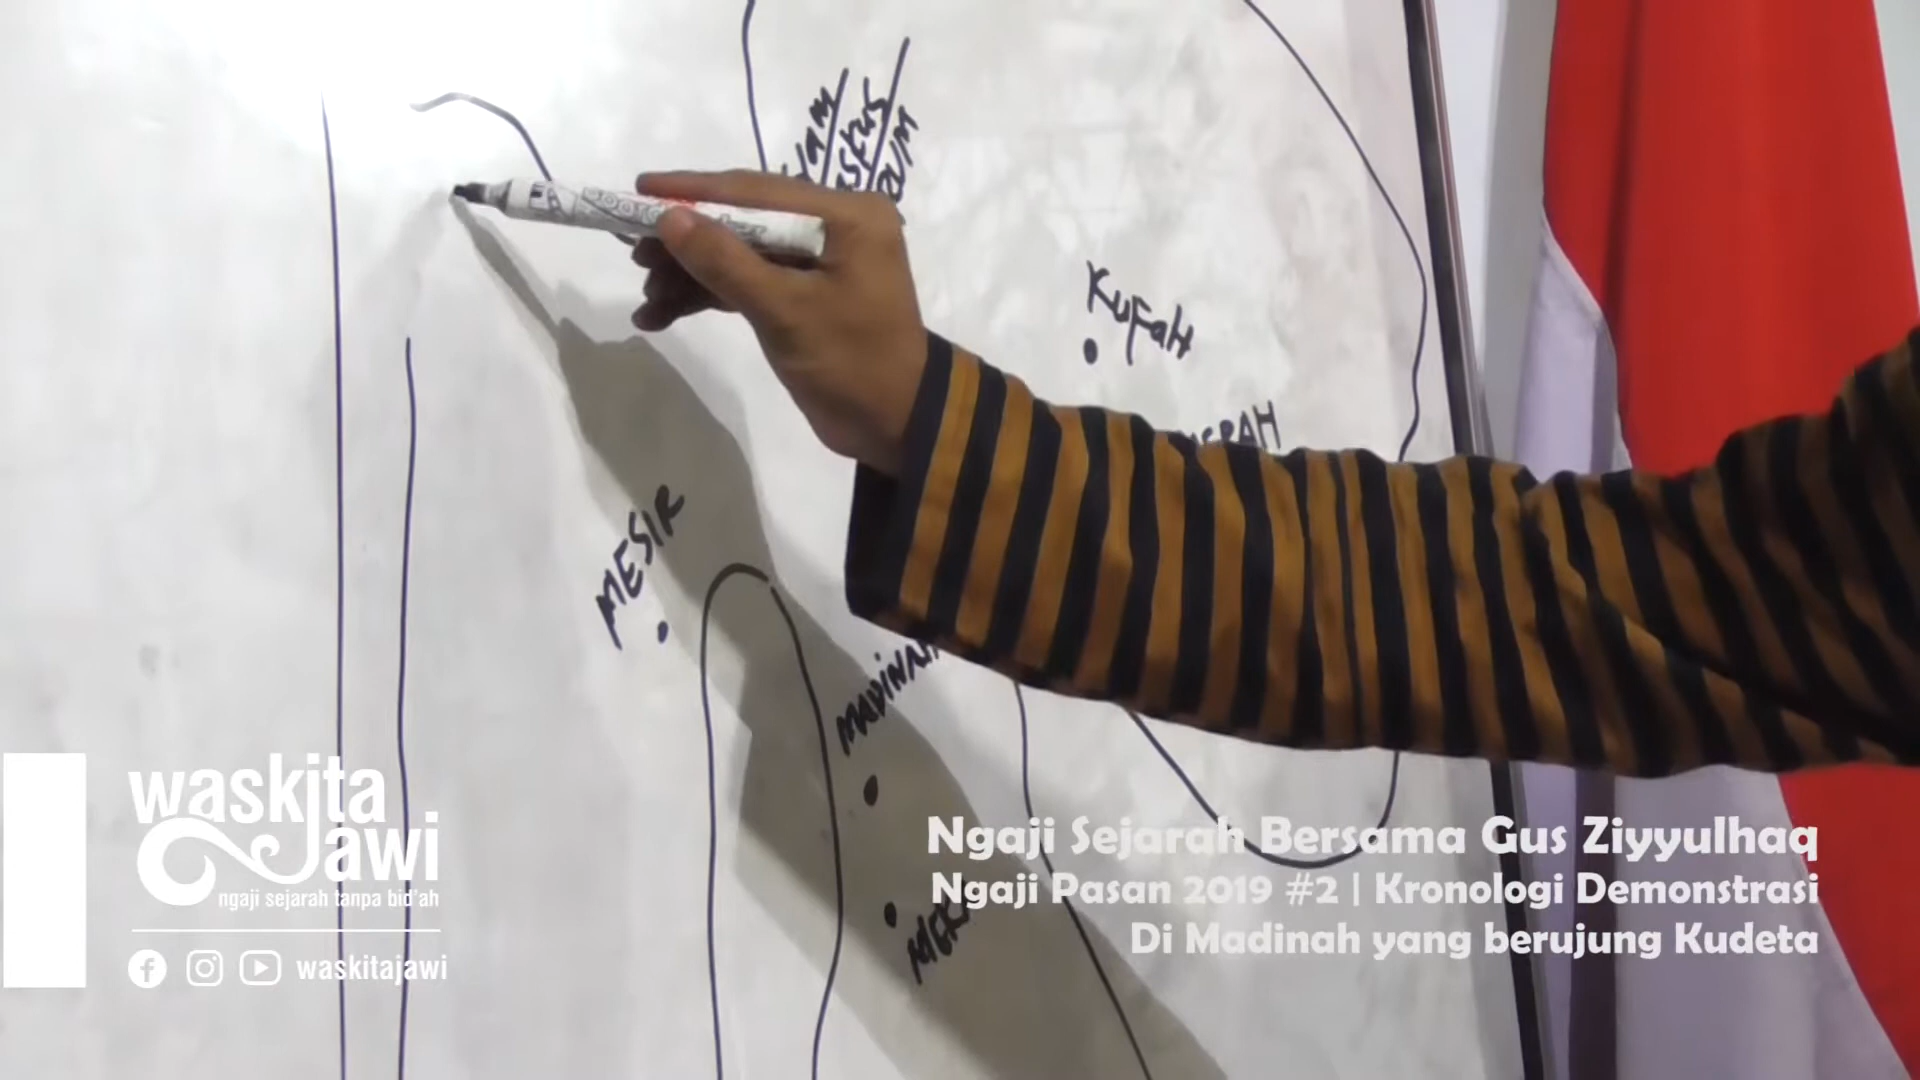 Kufah
MESIR
waskita
jawi
ngaji sejarah tanpa bid'ah
waskitajawi
Ngaji Sejarah Bersama Gus Ziyyulhaq
Ngaji Pasan 2019 #2 | Kronologi Demonstrasi
Di Madinah yang berujung Kudeta